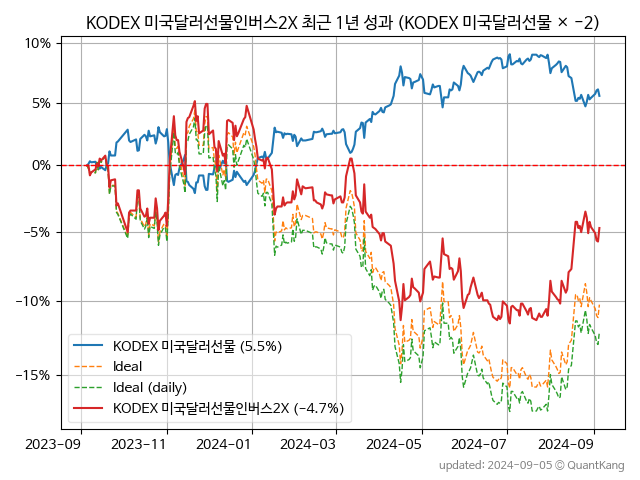 KODEX 미국달러선물인버스2X 최근 1년 성과 (KODEX 미국달러선물 × −2)
10%
5%
0%
−5%
−10%
−15%
KODEX 미국달러선물 (5.5%)
Ideal
Ideal (daily)
KODEX 미국달러선물인버스2X (−4.7%)
2023−09 2023−11 2024−01 2024−03 2024−05 2024−07 2024−09
updated: 2024−09−05 © QuantKang